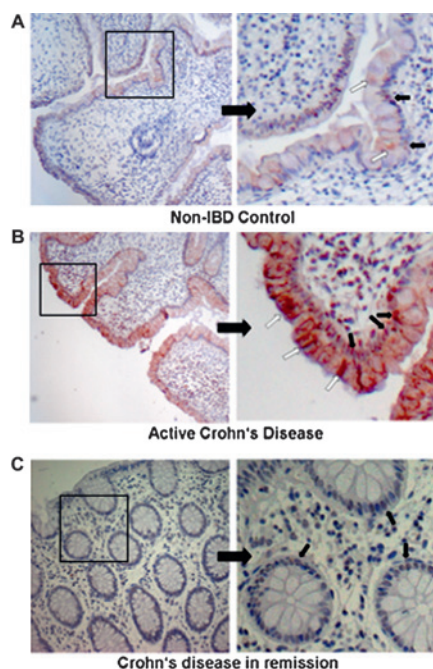 A
Non-IBD Control
B
Active Crohn's Disease
C
Crohn's disease in remission